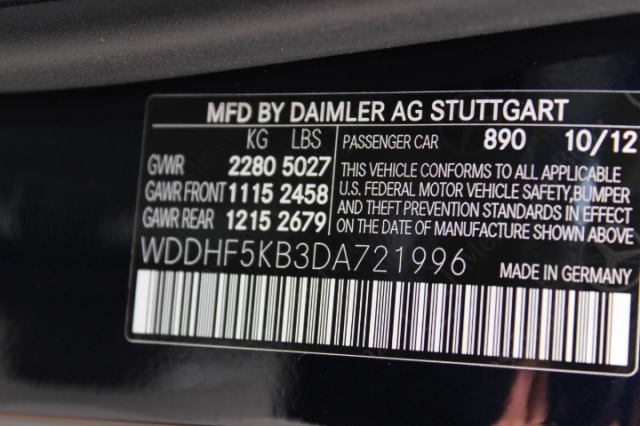 MFD BY DAIMLER AG STUTTGART
KG LBS
GVWR 2280 5027
GAWR FRONT 1115 2458
GAWR REAR 1215 2679
PASSENGER CAR 890 10/12
THIS VEHICLE CONFORMS TO ALL APPLICABLE
U.S. FEDERAL MOTOR VEHICLE SAFETY, BUMPER
AND THEFT PREVENTION STANDARDS IN EFFECT
ON THE DATE OF MANUFACTURE SHOWN ABOVE
WDDHF5KB3DA721996
MADE IN GERMANY